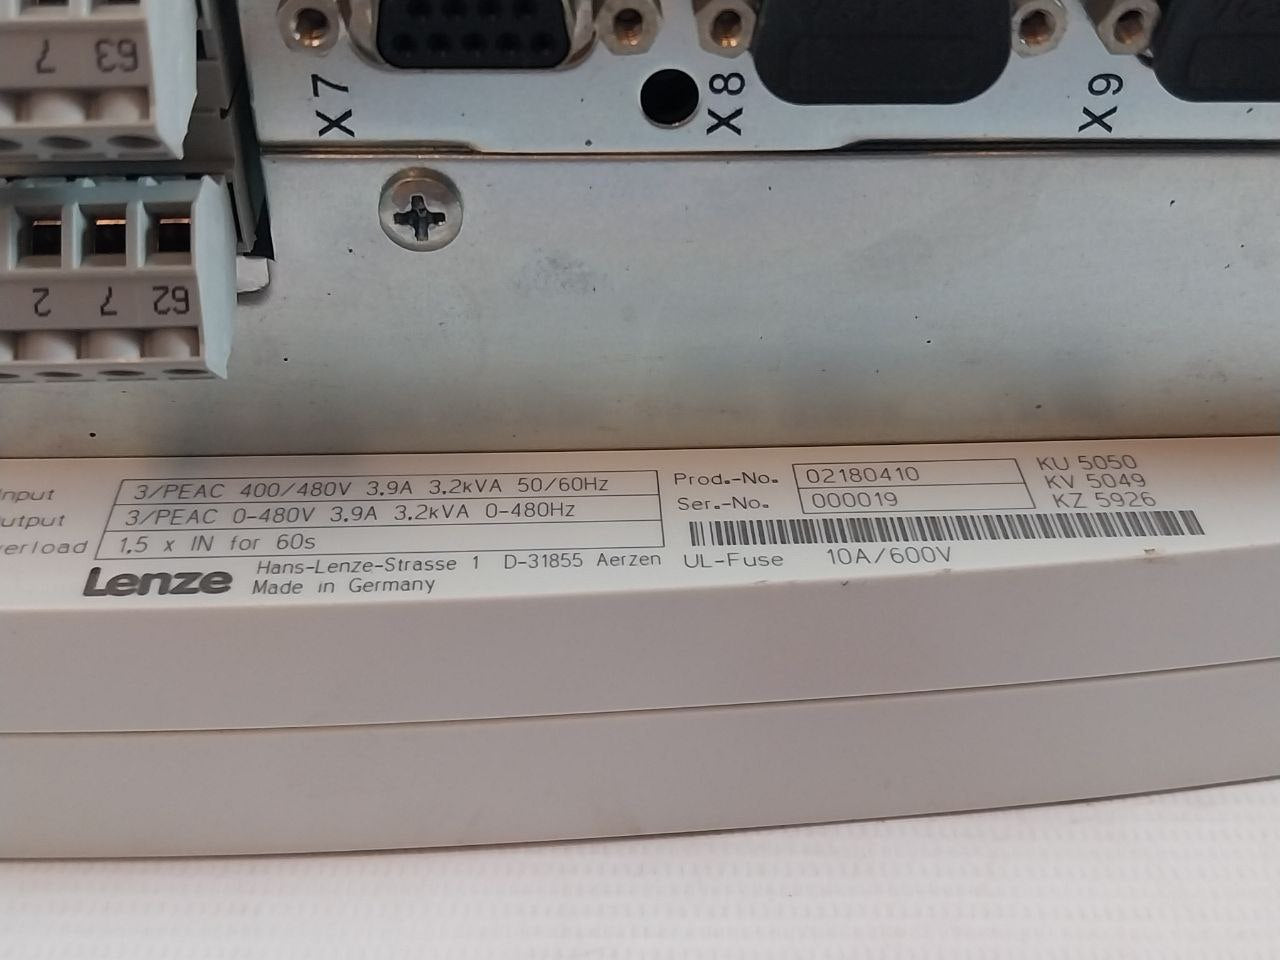 7 63
X7
X8
X9
2 7 62
Input 3/PEAC 400/480V 3.9A 3.2kVA 50/60Hz
Output 3/PEAC 0-480V 3.9A 3.2kVA 0-480Hz
Overload 1.5 x IN for 60s
Lenze Hans-Lenze-Strasse 1 D-31855 Aerzen
Made in Germany
Prod.-No. 02180410
Ser.-No. 000019
KU 5050
KV 5049
KZ 5926
UL-Fuse 10A/600V